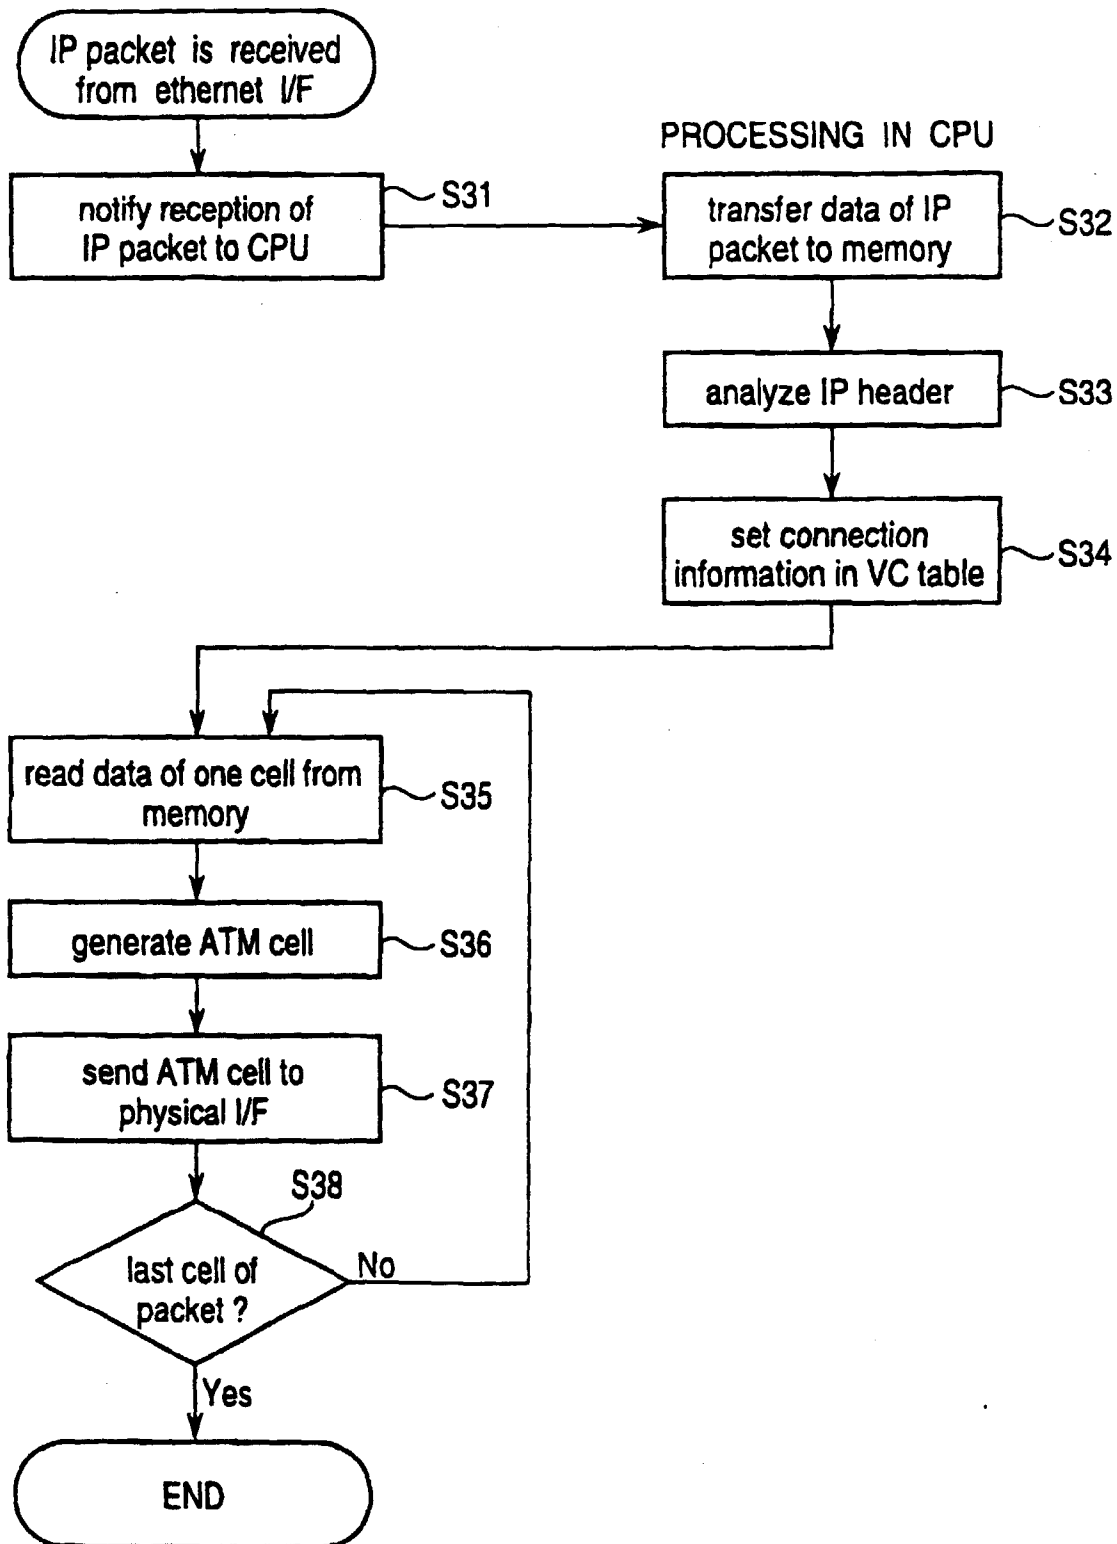 IP packet is received
from ethernet I/F
PROCESSING IN CPU
notify reception of
IP packet to CPU
S31
transfer data of IP
packet to memory
S32
analyze IP header
S33
set connection
information in VC table
S34
read data of one cell from
memory
S35
generate ATM cell
S36
send ATM cell to
physical I/F
S37
S38
last cell of
packet ?
No
Yes
END